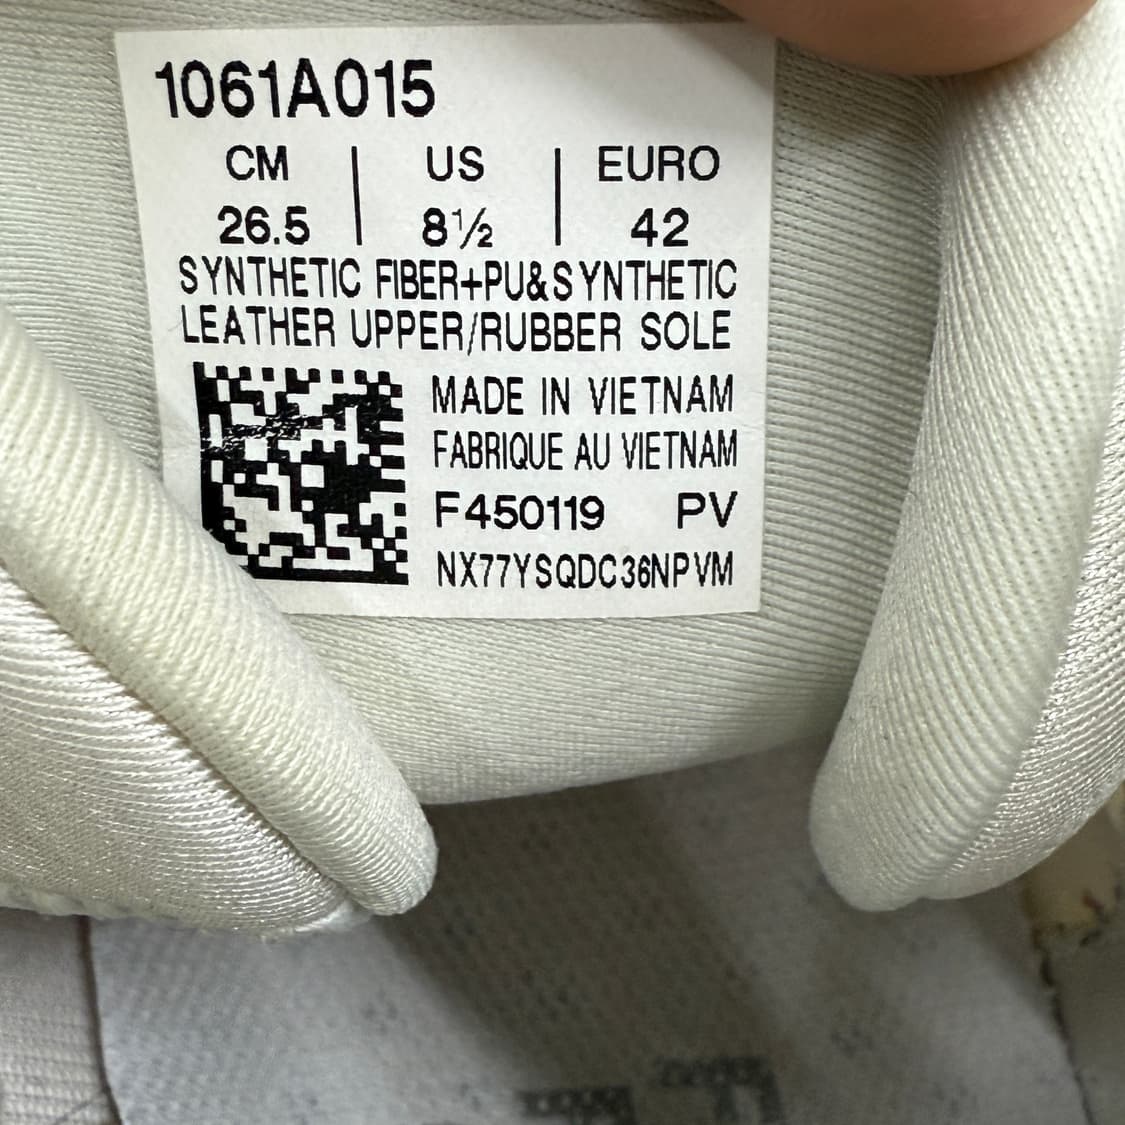 1061A015
CM | US | EURO
26.5 | 8½ | 42
SYNTHETIC FIBER+PU&SYNTHETIC
LEATHER UPPER/RUBBER SOLE
MADE IN VIETNAM
FABRIQUE AU VIETNAM
F450119 PV
NX77YSQDC36NPVM